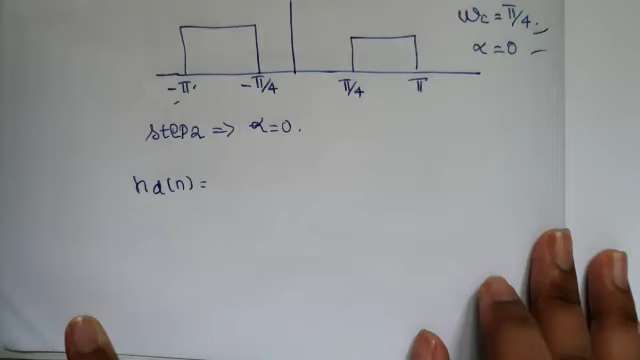 ωc = π/4.
α = 0
-π -π/4 π/4 π
step2 => α=0.
hd(n) =